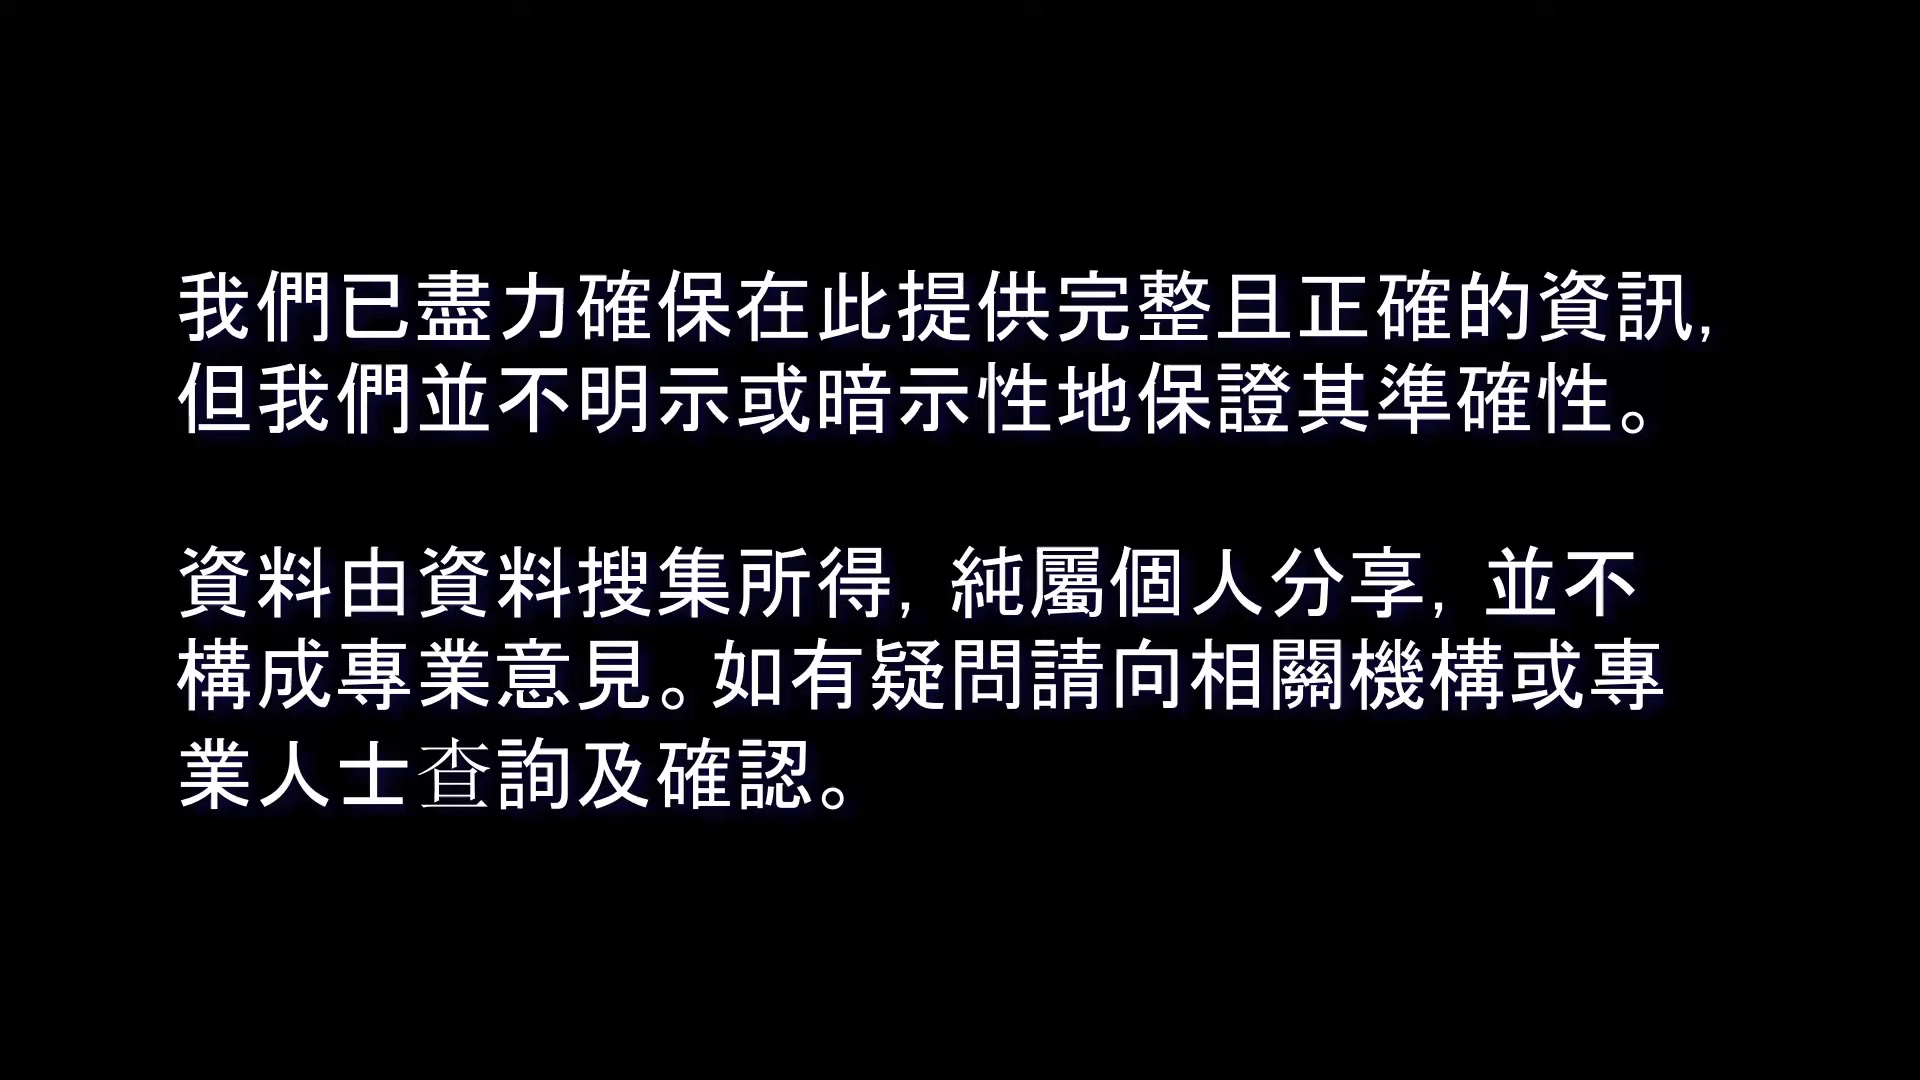 我們已盡力確保在此提供完整且正確的資訊,
但我們並不明示或暗示性地保證其準確性。
資料由資料搜集所得, 純屬個人分享, 並不
構成專業意見。如有疑問請向相關機構或專
業人士查詢及確認。